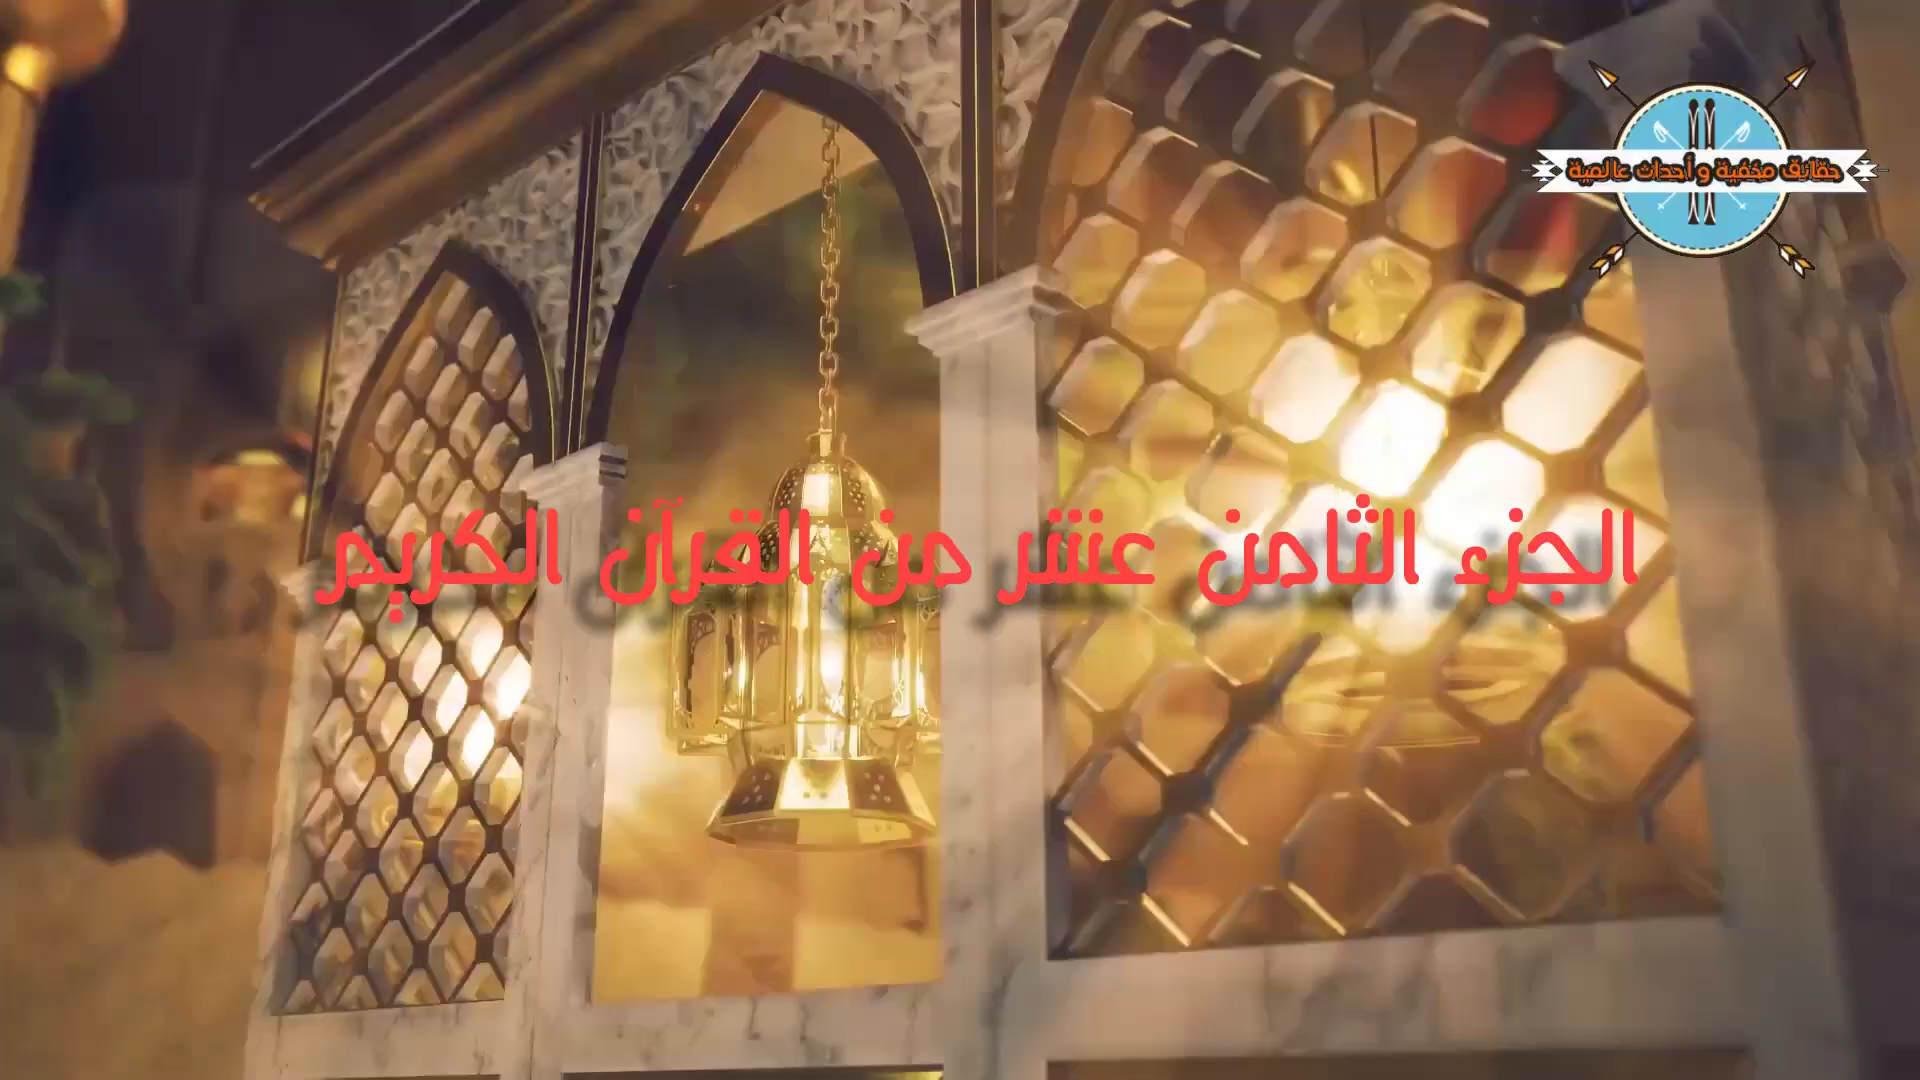 حقائق مخفية و أحداث عالمية
الجزء الثامن عشر من القرآن الكريم